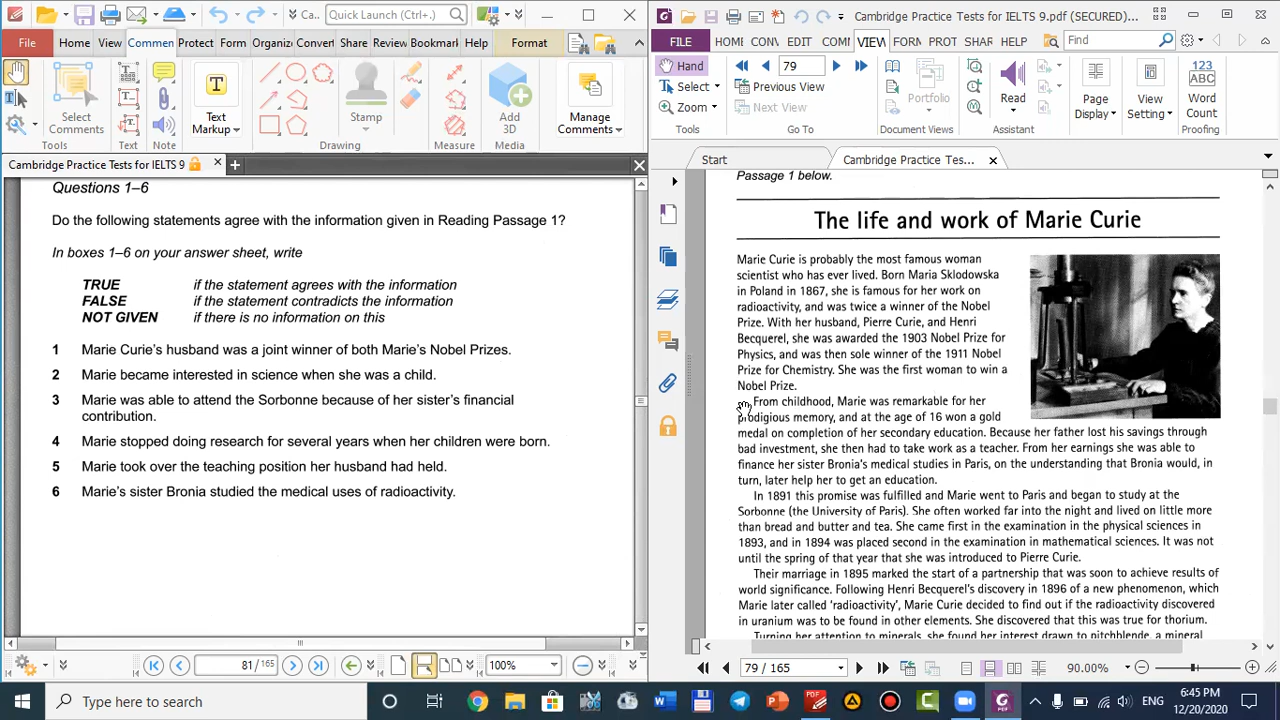 Ca...
Quick Launch (Ctrl+.)
File
Home
View
Commen
Protect
Form
Organiz
Convert
Share
Review
Bookmark
Help
Format
Select
Comments
Text
Markup
Stamp
Add
3D
Manage
Comments
Tools
Text
Note
Drawing
Measure
Media
Cambridge Practice Tests for IELTS 9
Questions 1–6
Do the following statements agree with the information given in Reading Passage 1?
In boxes 1–6 on your answer sheet, write
TRUE if the statement agrees with the information
FALSE if the statement contradicts the information
NOT GIVEN if there is no information on this
1 Marie Curie's husband was a joint winner of both Marie's Nobel Prizes.
2 Marie became interested in science when she was a child.
3 Marie was able to attend the Sorbonne because of her sister's financial
contribution.
4 Marie stopped doing research for several years when her children were born.
5 Marie took over the teaching position her husband had held.
6 Marie's sister Bronia studied the medical uses of radioactivity.
81/165
100%
Cambridge Practice Tests for IELTS 9.pdf (SECURED)...
FILE
HOME
CONV
EDIT
COMM
VIEW
FORM
PROT
SHAR
HELP
Find
Hand
Select
Zoom
79
Previous View
Next View
Portfolio
Read
Page
Display
View
Setting
123
ABC
Word
Count
Tools
Go To
Document Views
Assistant
Proofing
Start
Cambridge Practice Tes...
Passage 1 below.
The life and work of Marie Curie
Marie Curie is probably the most famous woman
scientist who has ever lived. Born Maria Sklodowska
in Poland in 1867, she is famous for her work on
radioactivity, and was twice a winner of the Nobel
Prize. With her husband, Pierre Curie, and Henri
Becquerel, she was awarded the 1903 Nobel Prize for
Physics, and was then sole winner of the 1911 Nobel
Prize for Chemistry. She was the first woman to win a
Nobel Prize.
From childhood, Marie was remarkable for her
prodigious memory, and at the age of 16 won a gold
medal on completion of her secondary education. Because her father lost his savings through
bad investment, she then had to take work as a teacher. From her earnings she was able to
finance her sister Bronia's medical studies in Paris, on the understanding that Bronia would, in
turn, later help her to get an education.
In 1891 this promise was fulfilled and Marie went to Paris and began to study at the
Sorbonne (the University of Paris). She often worked far into the night and lived on little more
than bread and butter and tea. She came first in the examination in the physical sciences in
1893, and in 1894 was placed second in the examination in mathematical sciences. It was not
until the spring of that year that she was introduced to Pierre Curie.
Their marriage in 1895 marked the start of a partnership that was soon to achieve results of
world significance. Following Henri Becquerel's discovery in 1896 of a new phenomenon, which
Marie later called 'radioactivity', Marie Curie decided to find out if the radioactivity discovered
in uranium was to be found in other elements. She discovered that this was true for thorium.
Turning her attention to minerals, she found her interest drawn to pitchblende, a mineral
79 / 165
90.00%
Type here to search
ENG
6:45 PM
12/20/2020